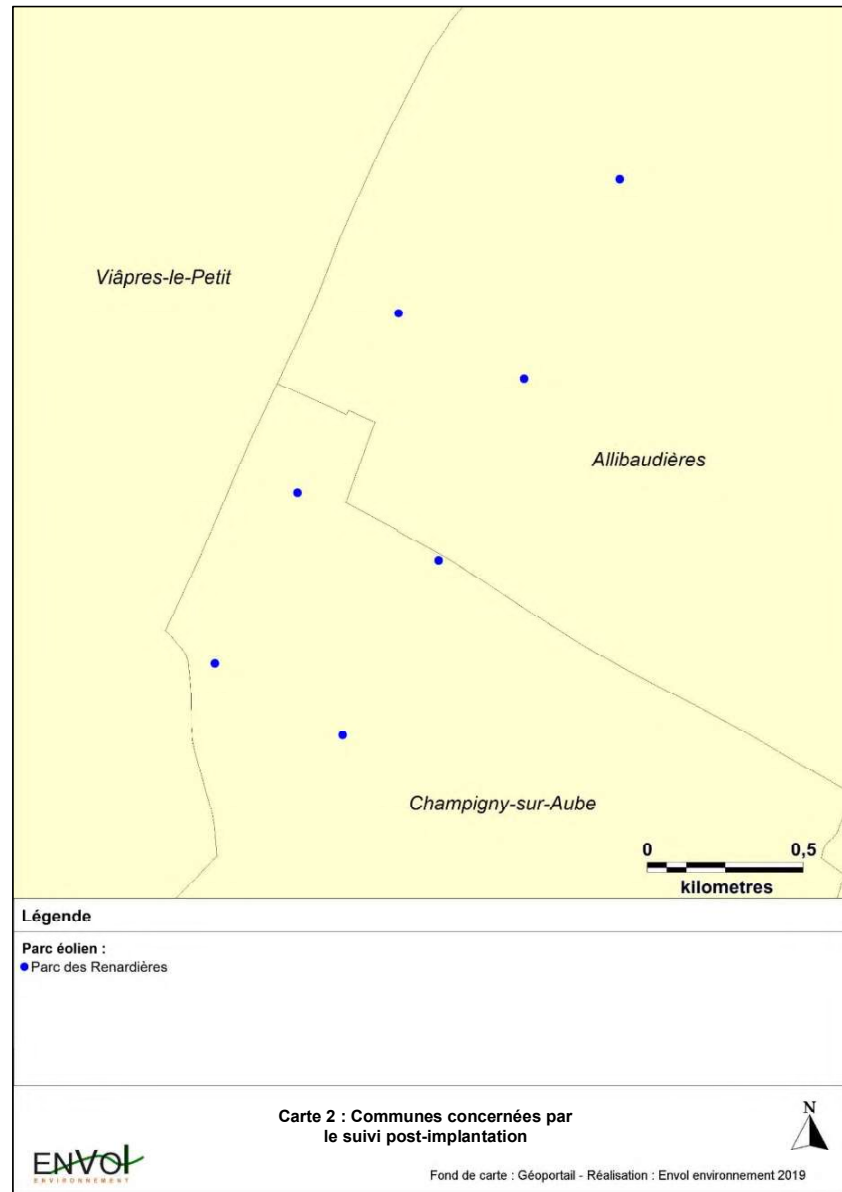 Viâpres-le-Petit
Allibaudières
Champigny-sur-Aube
0 0,5
kilometres
Légende
Parc éolien :
Parc des Renardières
Carte 2 : Communes concernées par
le suivi post-implantation
N
ENVOL
ENVIRONNEMENT
Fond de carte : Géoportail - Réalisation : Envol environnement 2019